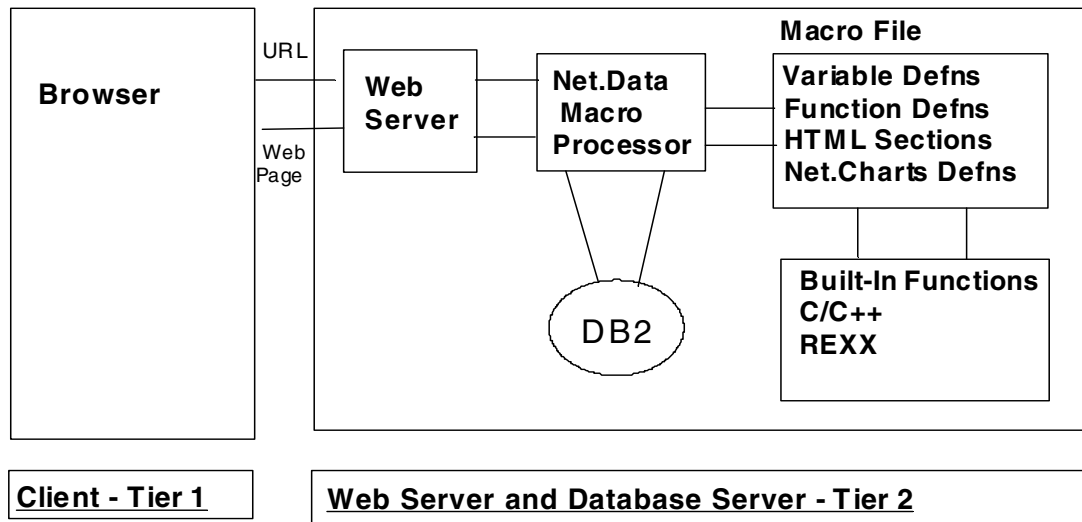 Browser
URL
Web
Page
Web
Server
Net.Data
Macro
Processor
DB2
Macro File
Variable Defns
Function Defns
HTML Sections
Net.Charts Defns
Built-In Functions
C/C++
REXX
Client - Tier 1
Web Server and Database Server - Tier 2